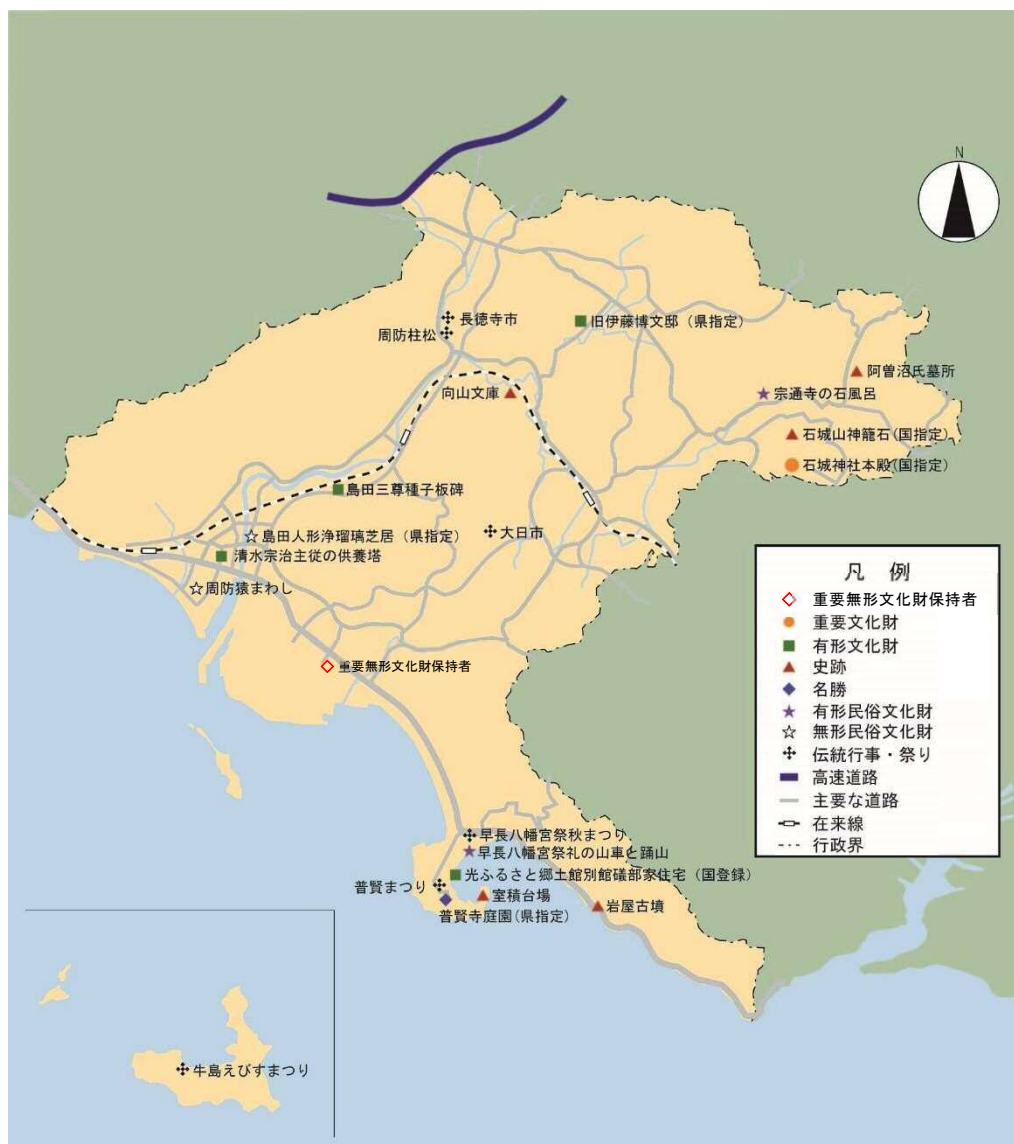 N
長徳寺市
周防柱松
旧伊藤博文邸（県指定）
向山文庫
阿曽沼氏墓所
宗通寺の石風呂
石城山神籠石(国指定)
石城神社本殿(国指定)
島田三尊種子板碑
大日市
島田人形浄瑠璃芝居（県指定）
清水宗治主従の供養塔
周防猿まわし
重要無形文化財保持者
早長八幡宮祭秋まつり
早長八幡宮祭礼の山車と踊山
光ふるさと郷土館別館礒部家住宅（国登録）
普賢まつり
室積台場
岩屋古墳
普賢寺庭園(県指定)
牛島えびすまつり
凡　例
重要無形文化財保持者
重要文化財
有形文化財
史跡
名勝
有形民俗文化財
無形民俗文化財
伝統行事・祭り
高速道路
主要な道路
在来線
行政界